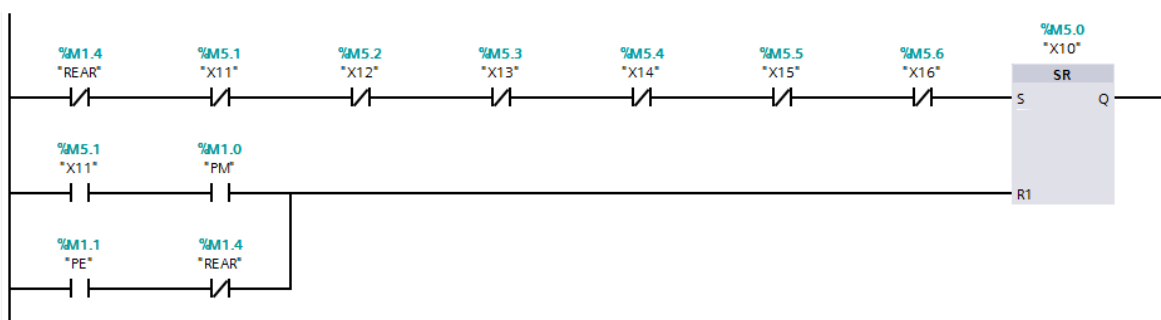 %M5.0
"X10"
%M1.4 %M5.1 %M5.2 %M5.3 %M5.4 %M5.5 %M5.6
"REAR" "X11" "X12" "X13" "X14" "X15" "X16"
SR
S Q
%M5.1 %M1.0
"X11" "PM"
R1
%M1.1 %M1.4
"PE" "REAR"